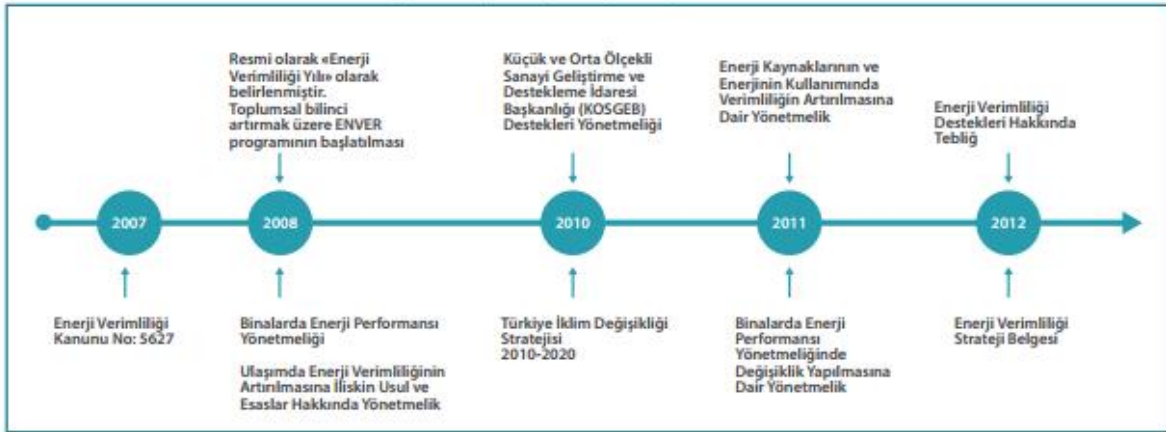 Resmi olarak «Enerji
Verimliliği Yılı» olarak
belirlenmiştir.
Toplumsal bilinci
artırmak üzere ENVER
programının başlatılması
Küçük ve Orta Ölçekli
Sanayi Geliştirme ve
Destekleme İdaresi
Başkanlığı (KOSGEB)
Destekleri Yönetmeliği
Enerji Kaynaklarının ve
Enerjinin Kullanımında
Verimliliğin Artırılmasına
Dair Yönetmelik
Enerji Verimliliği
Destekleri Hakkında
Tebliğ
2007
2008
2010
2011
2012
Enerji Verimliliği
Kanunu No: 5627
Binalarda Enerji Performansı
Yönetmeliği
Ulaşımda Enerji Verimliliğinin
Artırılmasına İliskin Usul ve
Esaslar Hakkında Yönetmelik
Türkiye İklim Değişikliği
Stratejisi
2010-2020
Binalarda Enerji
Performansı
Yönetmeliğinde
Değişiklik Yapılmasına
Dair Yönetmelik
Enerji Verimliliği
Strateji Belgesi